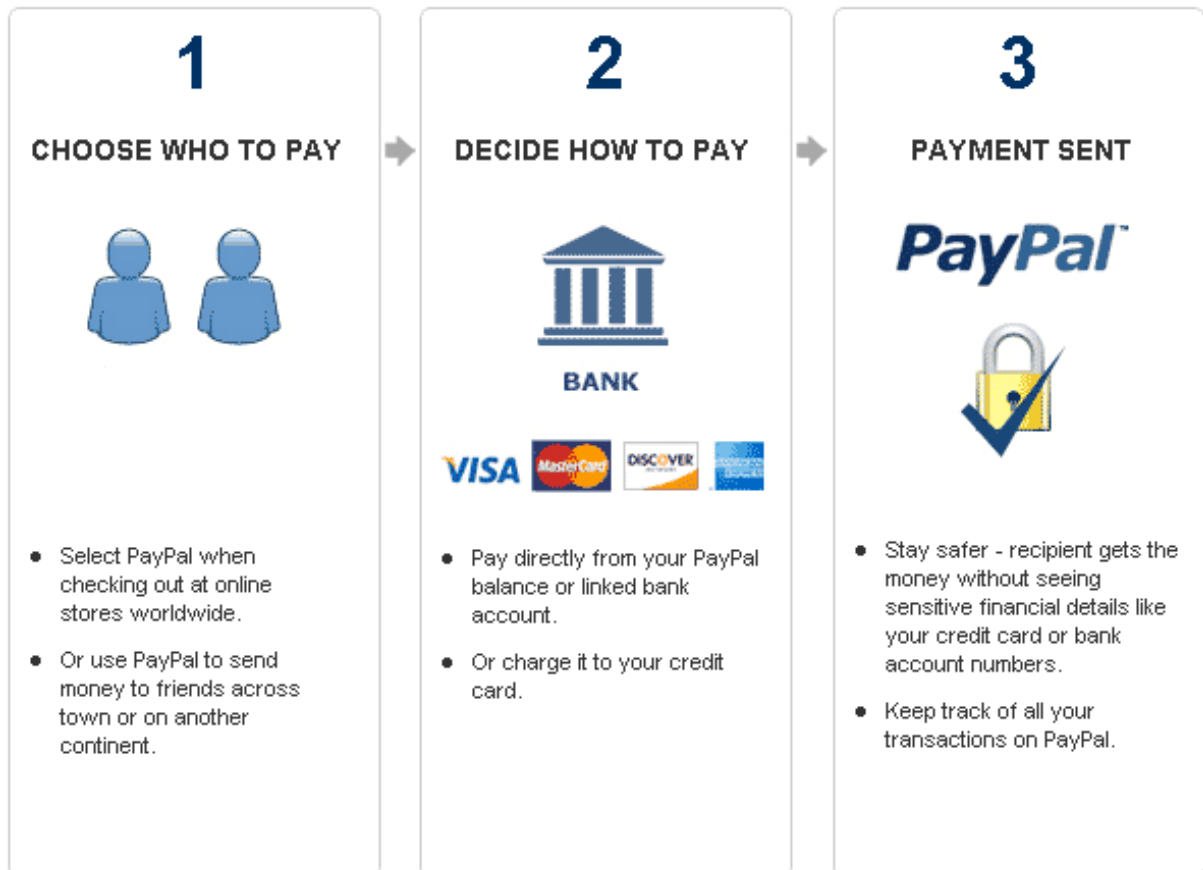 1
CHOOSE WHO TO PAY
● Select PayPal when
checking out at online
stores worldwide.
● Or use PayPal to send
money to friends across
town or on another
continent.
2
DECIDE HOW TO PAY
BANK
VISA MasterCard DISCOVER
● Pay directly from your PayPal
balance or linked bank
account.
● Or charge it to your credit
card.
3
PAYMENT SENT
PayPal™
● Stay safer - recipient gets the
money without seeing
sensitive financial details like
your credit card or bank
account numbers.
● Keep track of all your
transactions on PayPal.